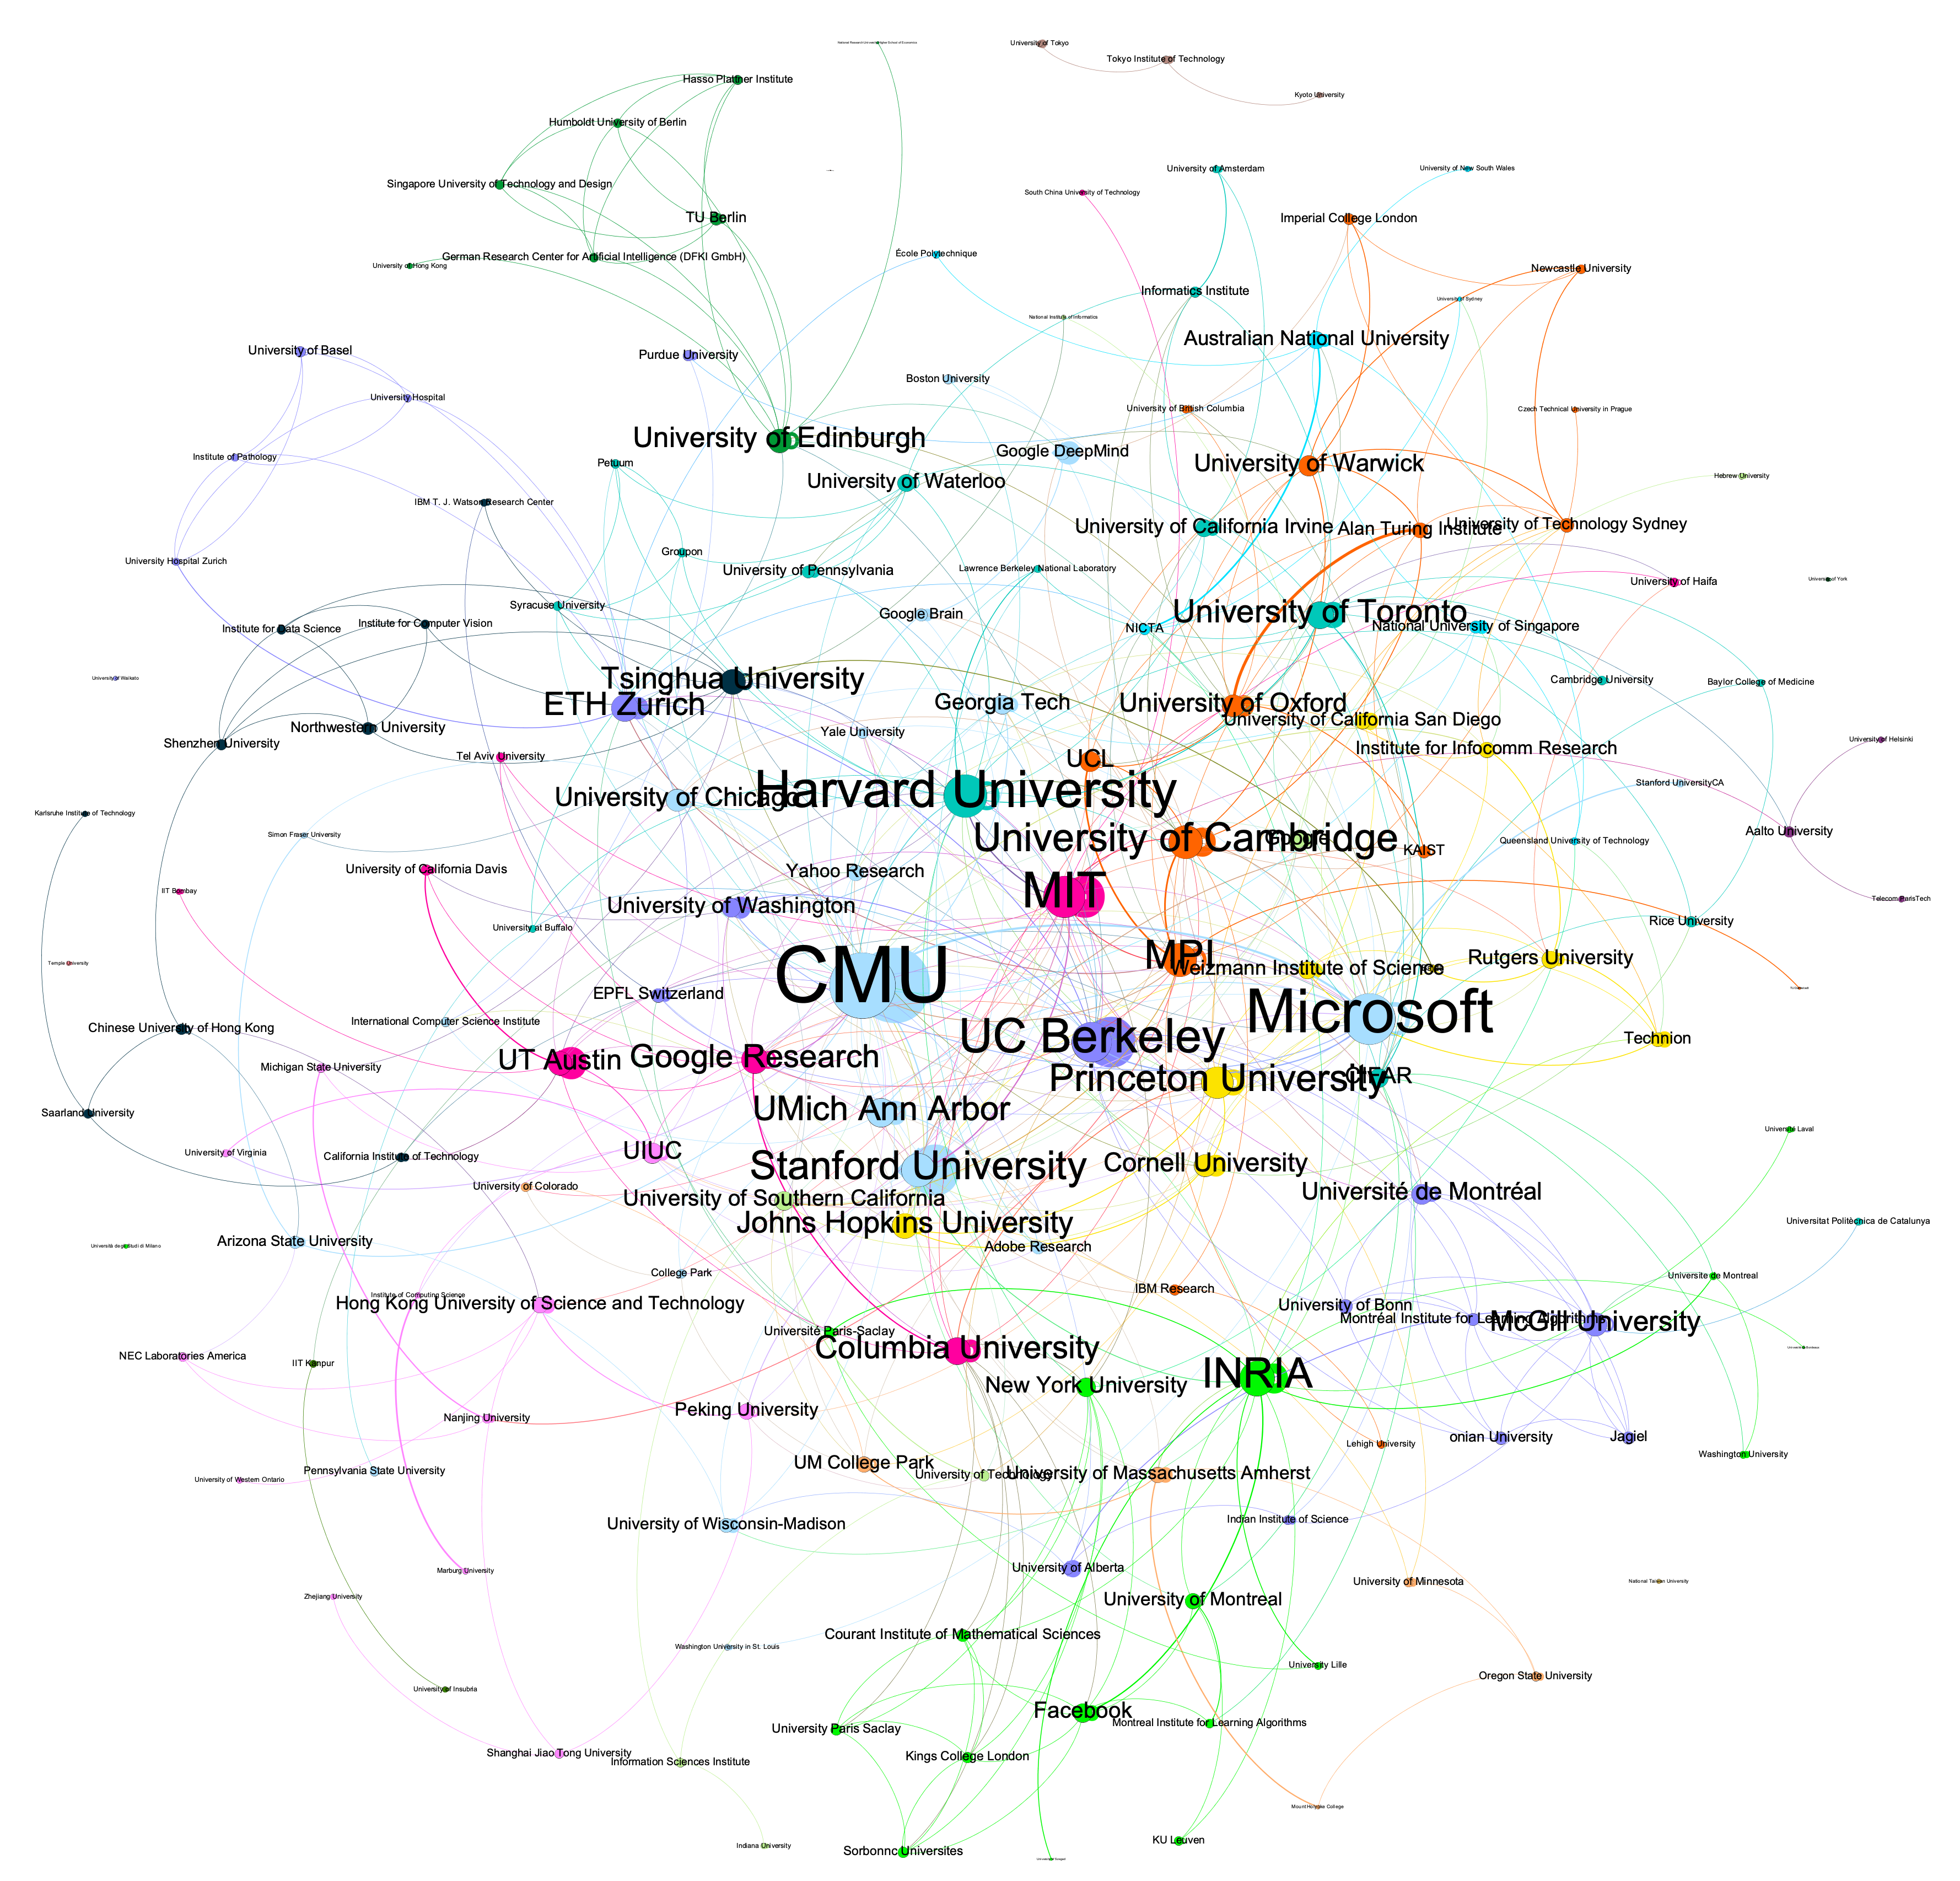 National Research University Higher School of Economics
University of Tokyo
Tokyo Institute of Technology
Hasso Plattner Institute
Kyoto University
Humboldt University of Berlin
University of Amsterdam
University of New South Wales
Singapore University of Technology and Design
South China University of Technology
TU Berlin
Imperial College London
École Polytechnique
German Research Center for Artificial Intelligence (DFKI GmbH)
University of Hong Kong
Newcastle University
Informatics Institute
University of Sydney
National Institute of Informatics
Australian National University
University of Basel
Purdue University
Boston University
University Hospital
University of British Columbia
Czech Technical University in Prague
University of Edinburgh
Google DeepMind
Institute of Pathology
Petuum
University of Warwick
Hebrew University
University of Waterloo
IBM T. J. Watson Research Center
University of California Irvine
Alan Turing Institute
University of Technology Sydney
Groupon
University Hospital Zurich
University of Pennsylvania
Lawrence Berkeley National Laboratory
University of Haifa
University of York
Syracuse University
Google Brain
University of Toronto
Institute for Data Science
Institute for Computer Vision
NICTA
National University of Singapore
University of Waikato
Tsinghua University
Cambridge University
Baylor College of Medicine
ETH Zurich
Georgia Tech
University of Oxford
University of California San Diego
Northwestern University
Yale University
Shenzhen University
University of Helsinki
Institute for Infocomm Research
Tel Aviv University
UCL
Stanford UniversityCA
Harvard University
University of Chicago
Karlsruhe Institute of Technology
Simon Fraser University
University of Cambridge
Google
Aalto University
Queensland University of Technology
KAIST
University of California Davis
Yahoo Research
IIT Bombay
MIT
Telecom ParisTech
University of Washington
Rice University
University at Buffalo
MPI
Rutgers University
Temple University
Weizmann Institute of Science
CMU
EPFL Switzerland
Microsoft
International Computer Science Institute
Chinese University of Hong Kong
UC Berkeley
Technion
UT Austin
Google Research
Michigan State University
Princeton University
CIFAR
Saarland University
UMich Ann Arbor
Université Laval
University of Virginia
UIUC
California Institute of Technology
Stanford University
Cornell University
University of Colorado
Université de Montréal
University of Southern California
Johns Hopkins University
Universitat Politècnica de Catalunya
Arizona State University
Università degli Studi di Milano
Adobe Research
College Park
Universite de Montreal
IBM Research
Institute of Computing Science
Hong Kong University of Science and Technology
University of Bonn
Montréal Institute for Learning Algorithms
McGill University
Université Paris-Saclay
Columbia University
NEC Laboratories America
IIT Kanpur
INRIA
New York University
Peking University
Nanjing University
onian University
Jagiel
Lehigh University
Washington University
UM College Park
Pennsylvania State University
University of Western Ontario
University of Technology
University of Massachusetts Amherst
University of Wisconsin-Madison
Indian Institute of Science
University of Alberta
Marburg University
University of Minnesota
National Taiwan University
Zhejiang University
University of Montreal
Courant Institute of Mathematical Sciences
Washington University in St. Louis
University Lille
Oregon State University
University of Insubria
Facebook
University Paris Saclay
Montreal Institute for Learning Algorithms
Shanghai Jiao Tong University
Kings College London
Information Sciences Institute
Mount Holyoke College
Indiana University
KU Leuven
Sorbonnc Universites